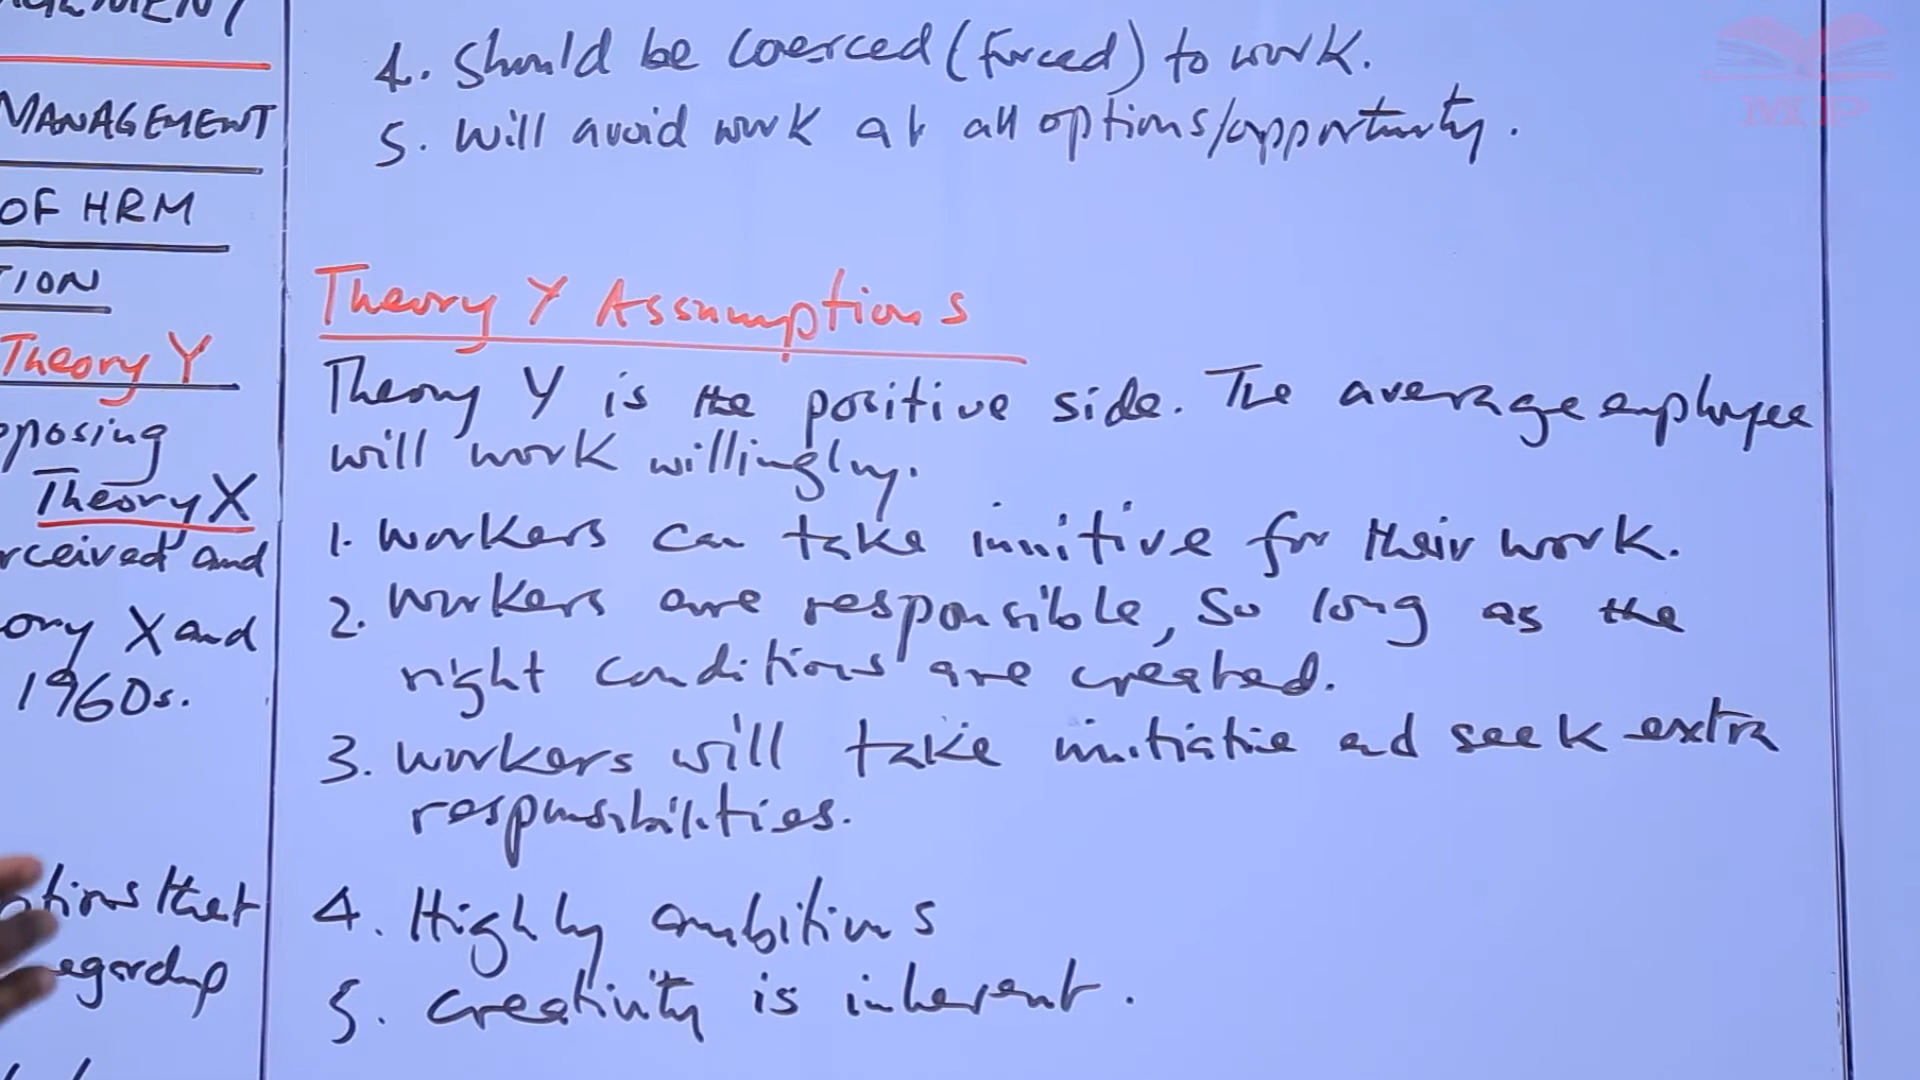 MANAGEMENT
OF HRM
TION
Theory Y
pposing
Theory X
rceived and
ory X and
1960s.
tions that
egarding
4. Should be coerced (forced) to work.
5. Will avoid work at all options/opportunity.
Theory Y Assumptions
Theory Y is the positive side. The average employee
will work willingly.
1. Workers can take innitive for their work.
2. Workers are responsible, so long as the
right conditions are created.
3. Workers will take initiative and seek extra
responsibilities.
4. Highly ambitious
5. Creativity is inherent.
MJP